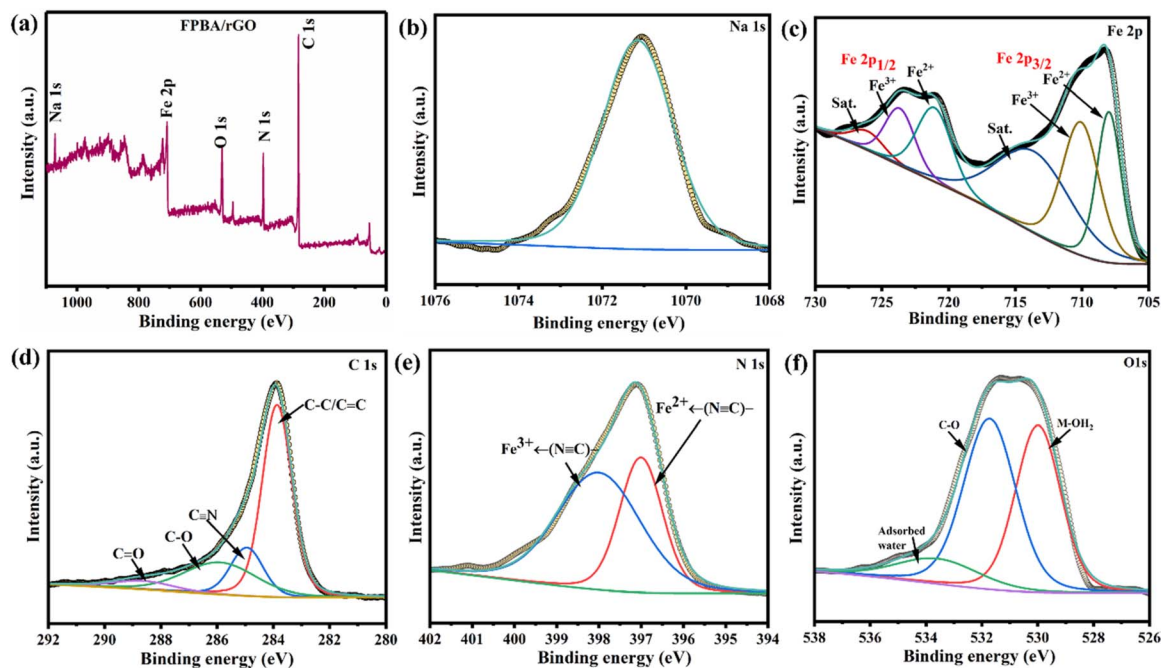 (a)
FPBA/rGO
Na 1s
Fe 2p
O 1s
N 1s
C 1s
Intensity (a.u.)
1000 800 600 400 200 0
Binding energy (eV)
(b)
Na 1s
Intensity (a.u.)
1076 1074 1072 1070 1068
Binding energy (eV)
(c)
Fe 2p
Fe 2p1/2
Fe 2p3/2
Sat.
Fe³⁺
Fe²⁺
Sat.
Fe³⁺
Fe²⁺
Intensity (a.u.)
730 725 720 715 710 705
Binding energy (eV)
(d)
C 1s
C-C/C=C
C≡N
C-O
C=O
Intensity (a.u.)
292 290 288 286 284 282 280
Binding energy (eV)
(e)
N 1s
Fe²⁺←(N≡C)−
Fe³⁺←(N≡C)−
Intensity (a.u.)
402 400 398 396 394
Binding energy (eV)
(f)
O1s
C-O
M-OH₂
Adsorbed
water
Intensity (a.u.)
538 536 534 532 530 528 526
Binding energy (eV)